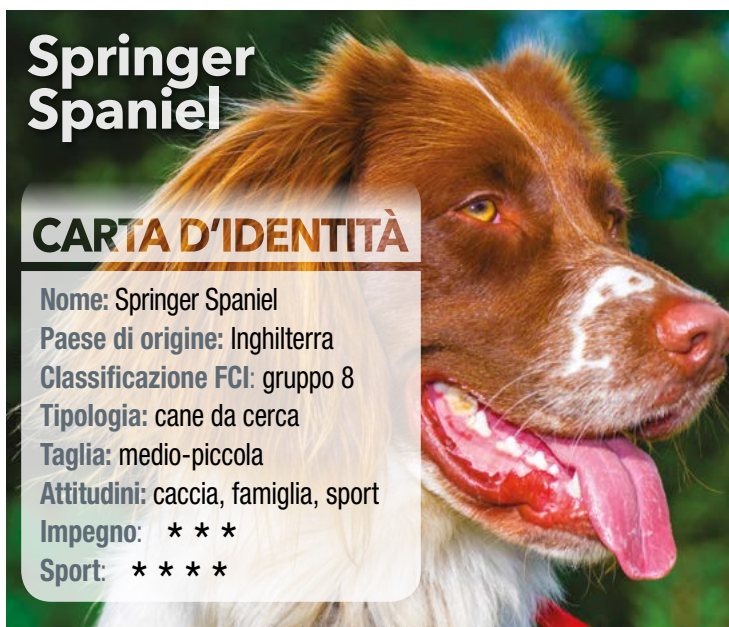 Springer
Spaniel
CARTA D'IDENTITÀ
Nome: Springer Spaniel
Paese di origine: Inghilterra
Classificazione FCI: gruppo 8
Tipologia: cane da cerca
Taglia: medio-piccola
Attitudini: caccia, famiglia, sport
Impegno: * * *
Sport: * * * *